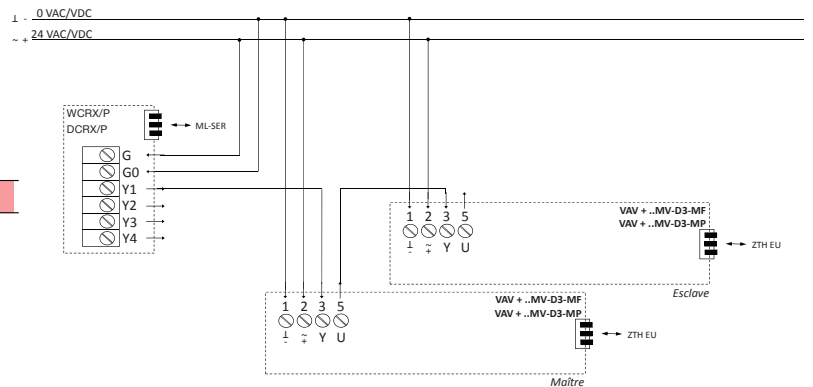 ⊥ - 0 VAC/VDC
~ + 24 VAC/VDC
WCRX/P
DCRX/P
ML-SER
G
G0
Y1
Y2
Y3
Y4
1 2 3 5
⊥ ~ Y U
- +
VAV + ..MV-D3-MF
VAV + ..MV-D3-MP
ZTH EU
Esclave
1 2 3 5
⊥ ~ Y U
- +
VAV + ..MV-D3-MF
VAV + ..MV-D3-MP
ZTH EU
Maître